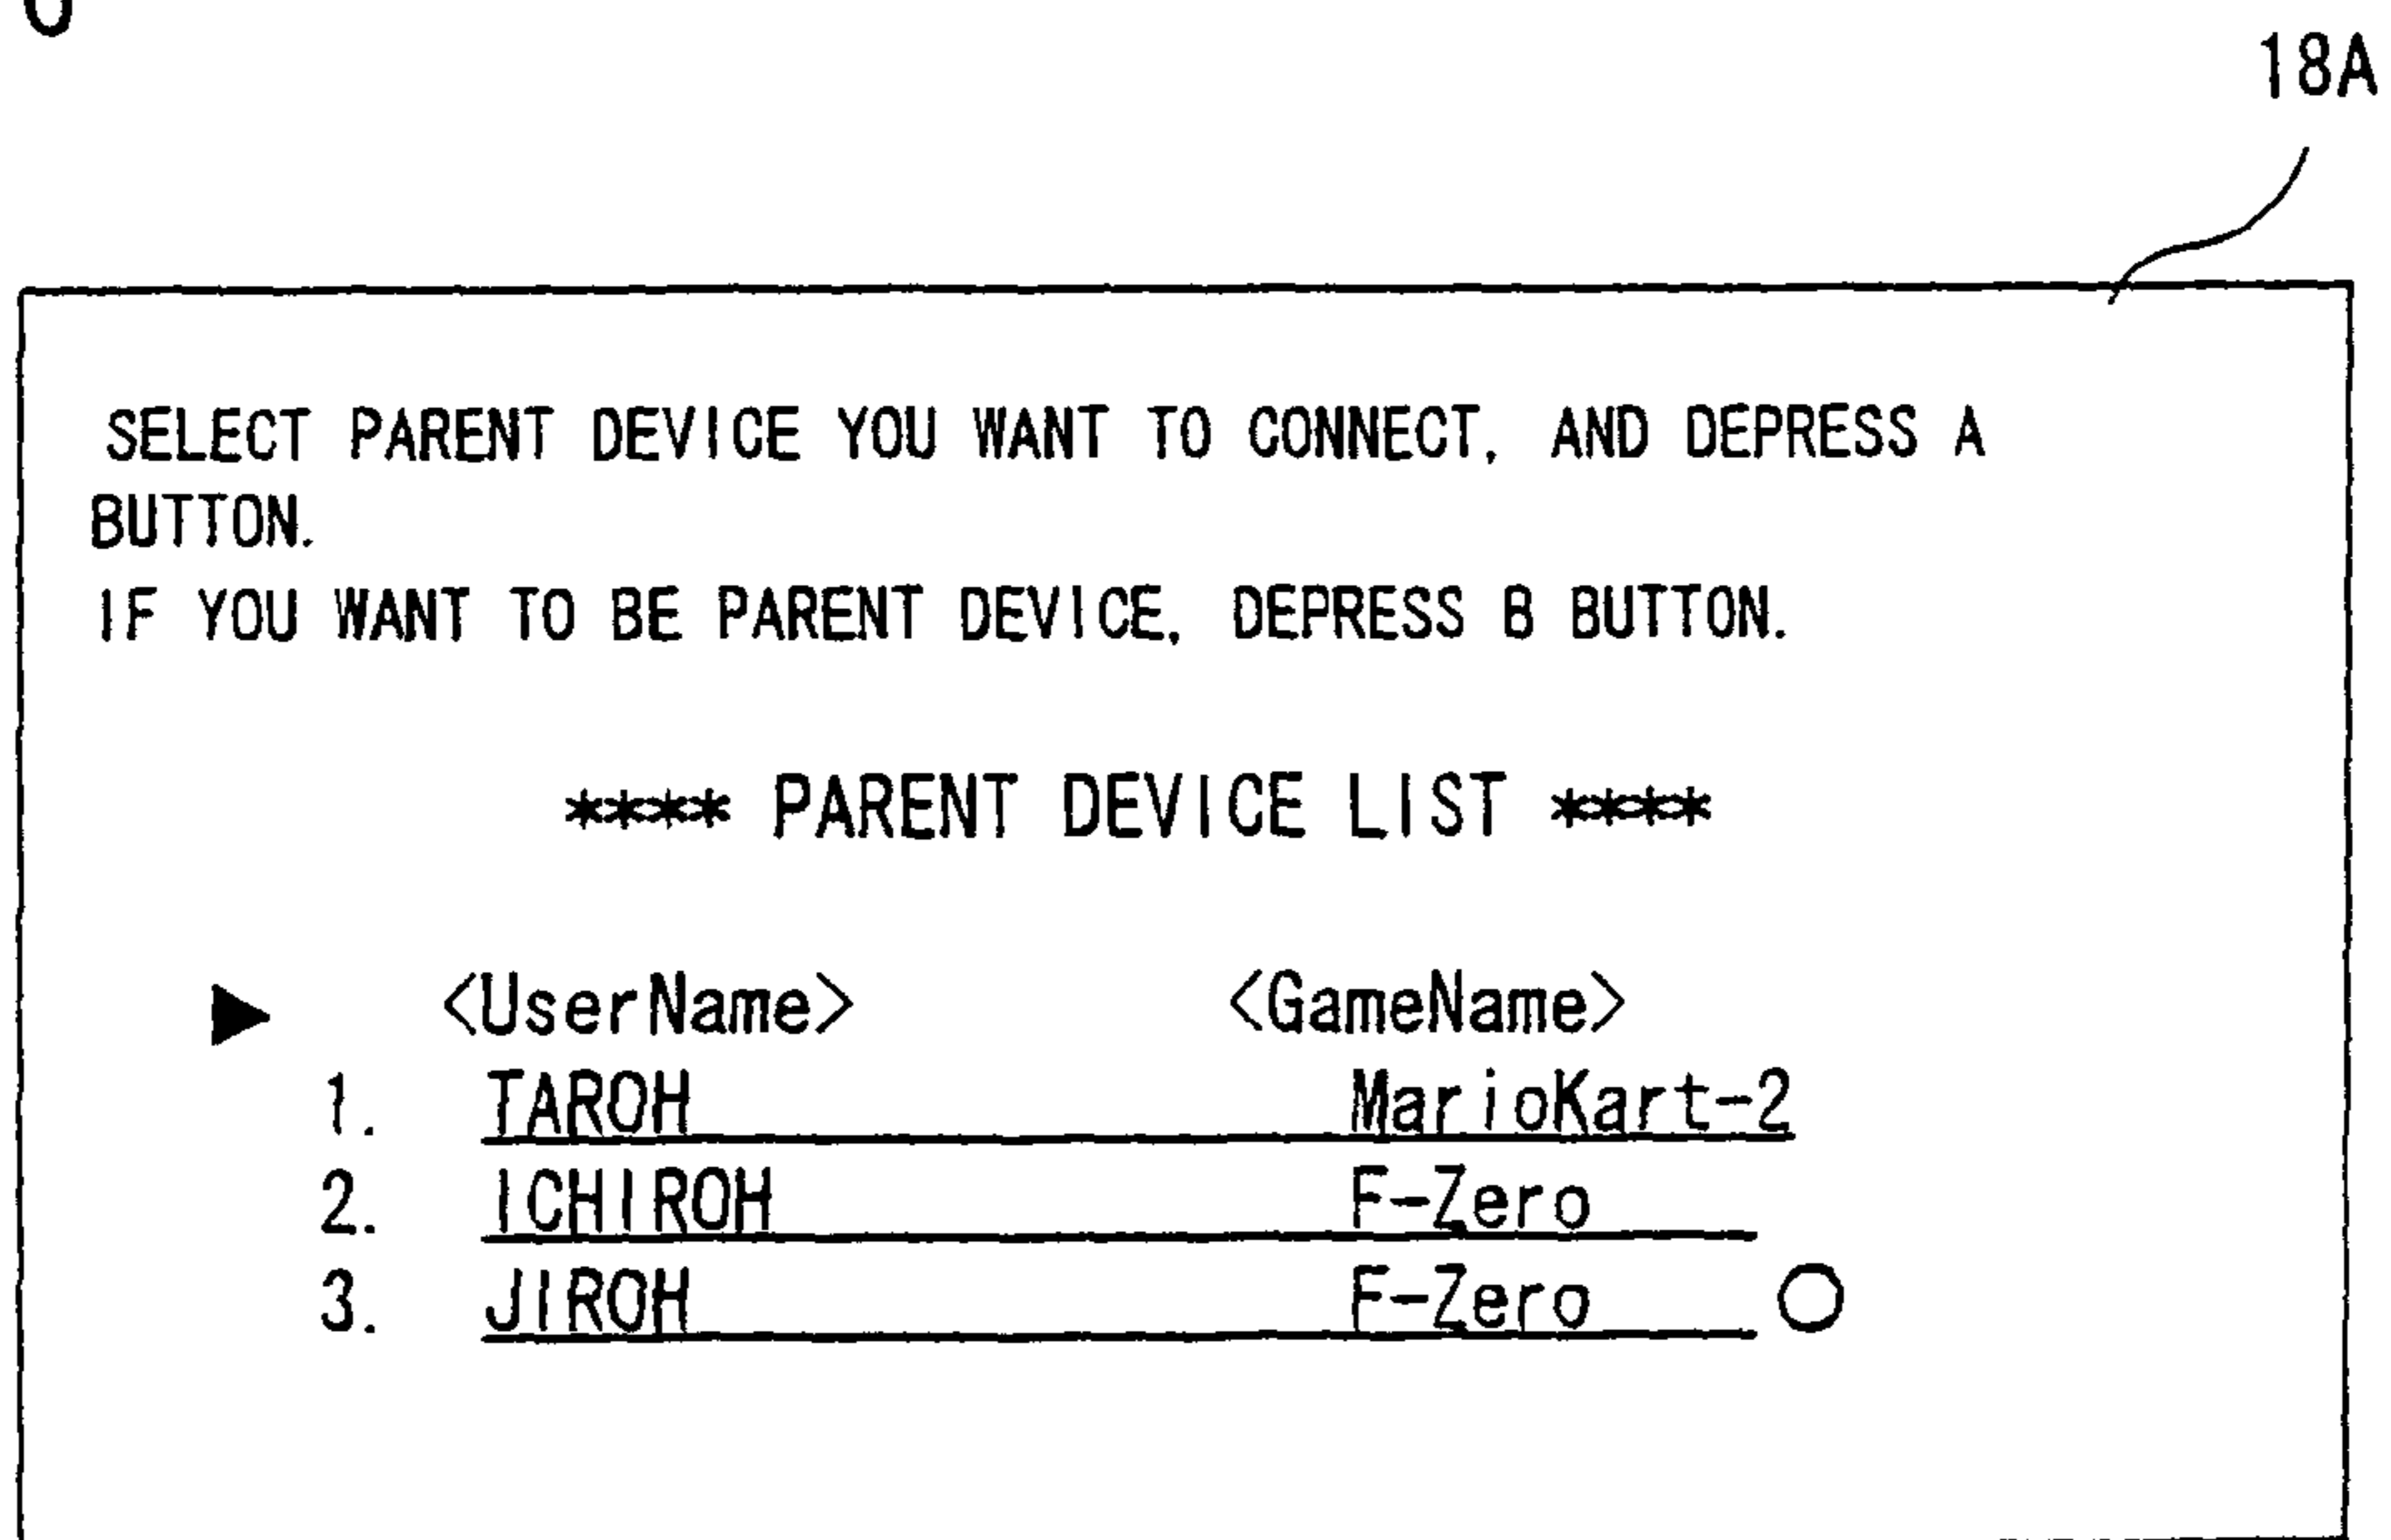 18A
SELECT PARENT DEVICE YOU WANT TO CONNECT, AND DEPRESS A
BUTTON.
IF YOU WANT TO BE PARENT DEVICE, DEPRESS B BUTTON.
**** PARENT DEVICE LIST ****
▶ <UserName> <GameName>
1. TAROH MarioKart-2
2. ICHIROH F-Zero
3. JIROH F-Zero ○